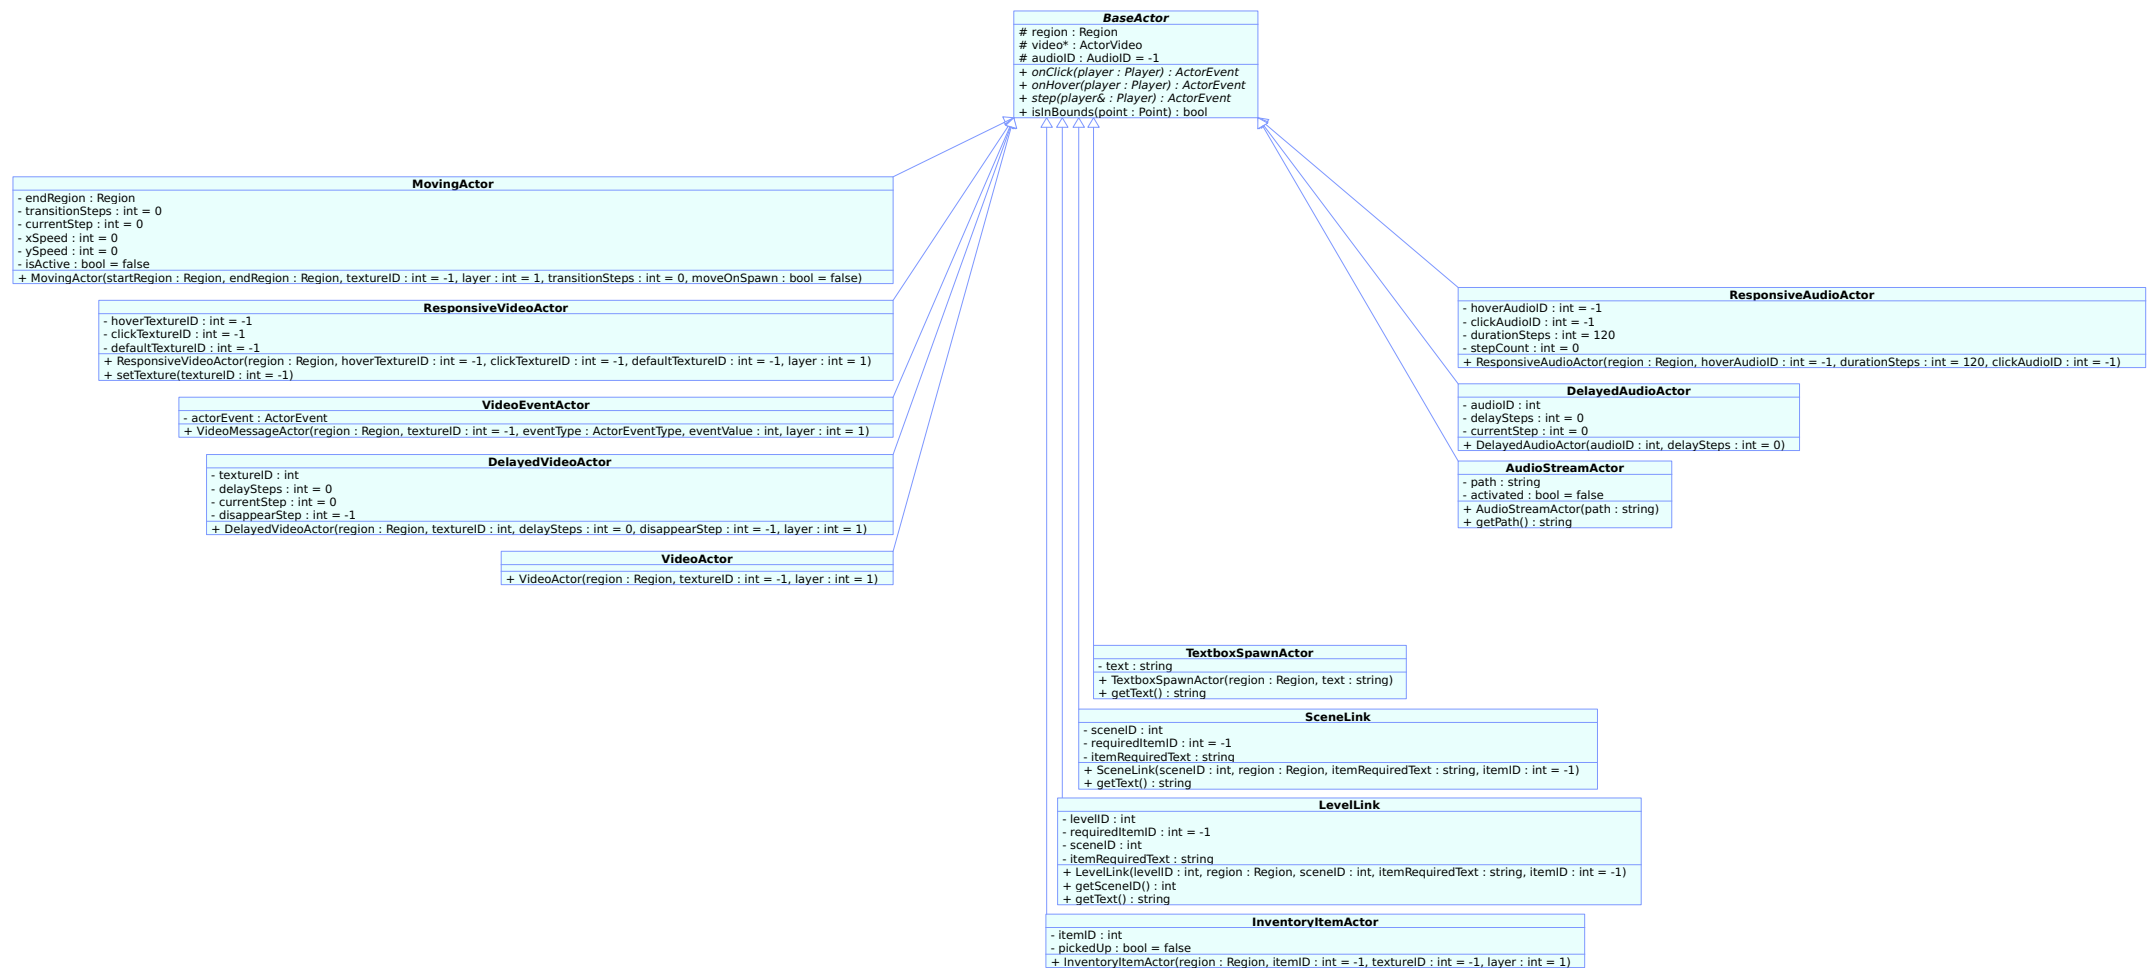 BaseActor
# region : Region
# video* : ActorVideo
# audioID : AudioID = -1
+ onClick(player : Player) : ActorEvent
+ onHover(player : Player) : ActorEvent
+ step(player& : Player) : ActorEvent
+ isInBounds(point : Point) : bool
MovingActor
- endRegion : Region
- transitionSteps : int = 0
- currentStep : int = 0
- xSpeed : int = 0
- ySpeed : int = 0
- isActive : bool = false
+ MovingActor(startRegion : Region, endRegion : Region, textureID : int = -1, layer : int = 1, transitionSteps : int = 0, moveOnSpawn : bool = false)
ResponsiveVideoActor
- hoverTextureID : int = -1
- clickTextureID : int = -1
- defaultTextureID : int = -1
+ ResponsiveVideoActor(region : Region, hoverTextureID : int = -1, clickTextureID : int = -1, defaultTextureID : int = -1, layer : int = 1)
+ setTexture(textureID : int = -1)
VideoEventActor
- actorEvent : ActorEvent
+ VideoMessageActor(region : Region, textureID : int = -1, eventType : ActorEventType, eventValue : int, layer : int = 1)
DelayedVideoActor
- textureID : int
- delaySteps : int = 0
- currentStep : int = 0
- disappearStep : int = -1
+ DelayedVideoActor(region : Region, textureID : int, delaySteps : int = 0, disappearStep : int = -1, layer : int = 1)
VideoActor
+ VideoActor(region : Region, textureID : int = -1, layer : int = 1)
ResponsiveAudioActor
- hoverAudioID : int = -1
- clickAudioID : int = -1
- durationSteps : int = 120
- stepCount : int = 0
+ ResponsiveAudioActor(region : Region, hoverAudioID : int = -1, durationSteps : int = 120, clickAudioID : int = -1)
DelayedAudioActor
- audioID : int
- delaySteps : int = 0
- currentStep : int = 0
+ DelayedAudioActor(audioID : int, delaySteps : int = 0)
AudioStreamActor
- path : string
- activated : bool = false
+ AudioStreamActor(path : string)
+ getPath() : string
TextboxSpawnActor
- text : string
+ TextboxSpawnActor(region : Region, text : string)
+ getText() : string
SceneLink
- sceneID : int
- requiredItemID : int = -1
- itemRequiredText : string
+ SceneLink(sceneID : int, region : Region, itemRequiredText : string, itemID : int = -1)
+ getText() : string
LevelLink
- levelID : int
- requiredItemID : int = -1
- sceneID : int
- itemRequiredText : string
+ LevelLink(levelID : int, region : Region, sceneID : int, itemRequiredText : string, itemID : int = -1)
+ getSceneID() : int
+ getText() : string
InventoryItemActor
- itemID : int
- pickedUp : bool = false
+ InventoryItemActor(region : Region, itemID : int = -1, textureID : int = -1, layer : int = 1)